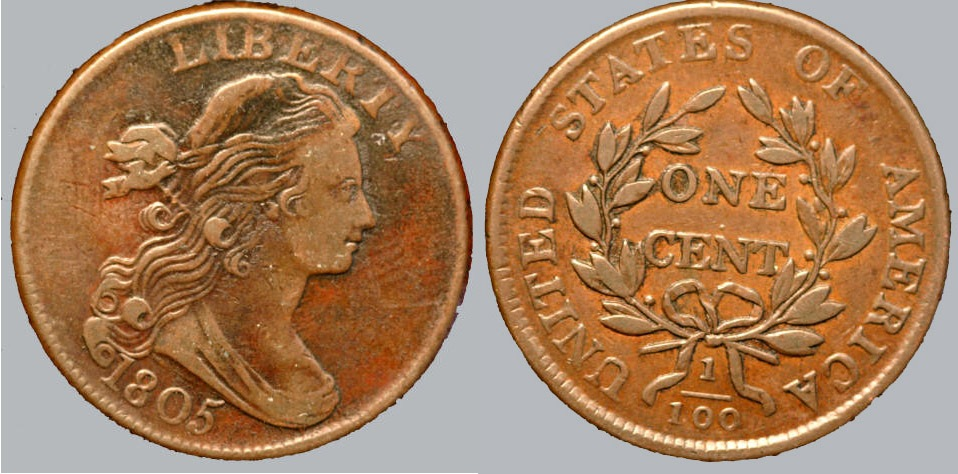 LIBERTY
1805
UNITED STATES OF AMERICA
ONE
CENT
1
100